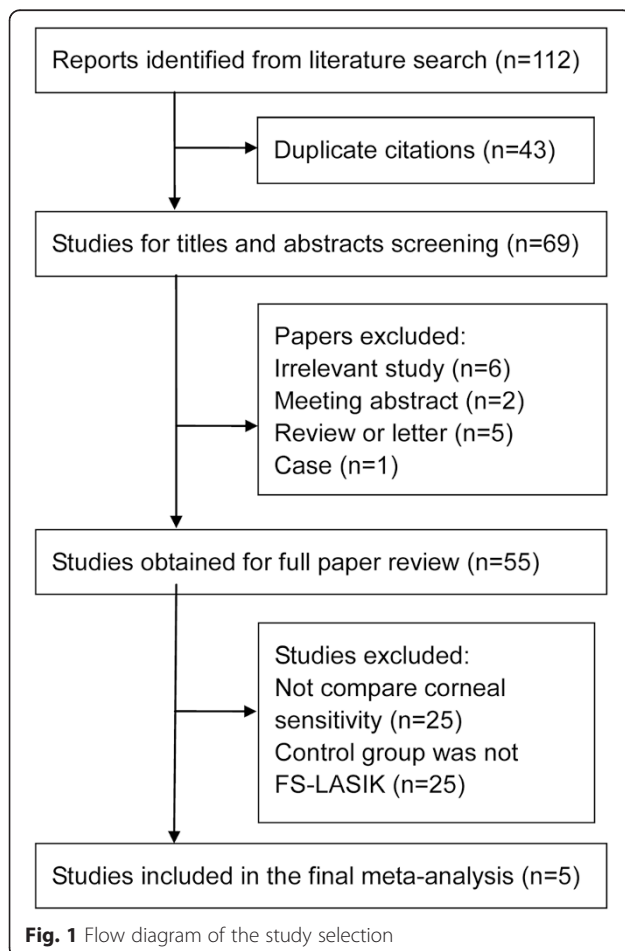 Reports identified from literature search (n=112)
Duplicate citations (n=43)
Studies for titles and abstracts screening (n=69)
Papers excluded:
Irrelevant study (n=6)
Meeting abstract (n=2)
Review or letter (n=5)
Case (n=1)
Studies obtained for full paper review (n=55)
Studies excluded:
Not compare corneal
sensitivity (n=25)
Control group was not
FS-LASIK (n=25)
Studies included in the final meta-analysis (n=5)
Fig. 1 Flow diagram of the study selection